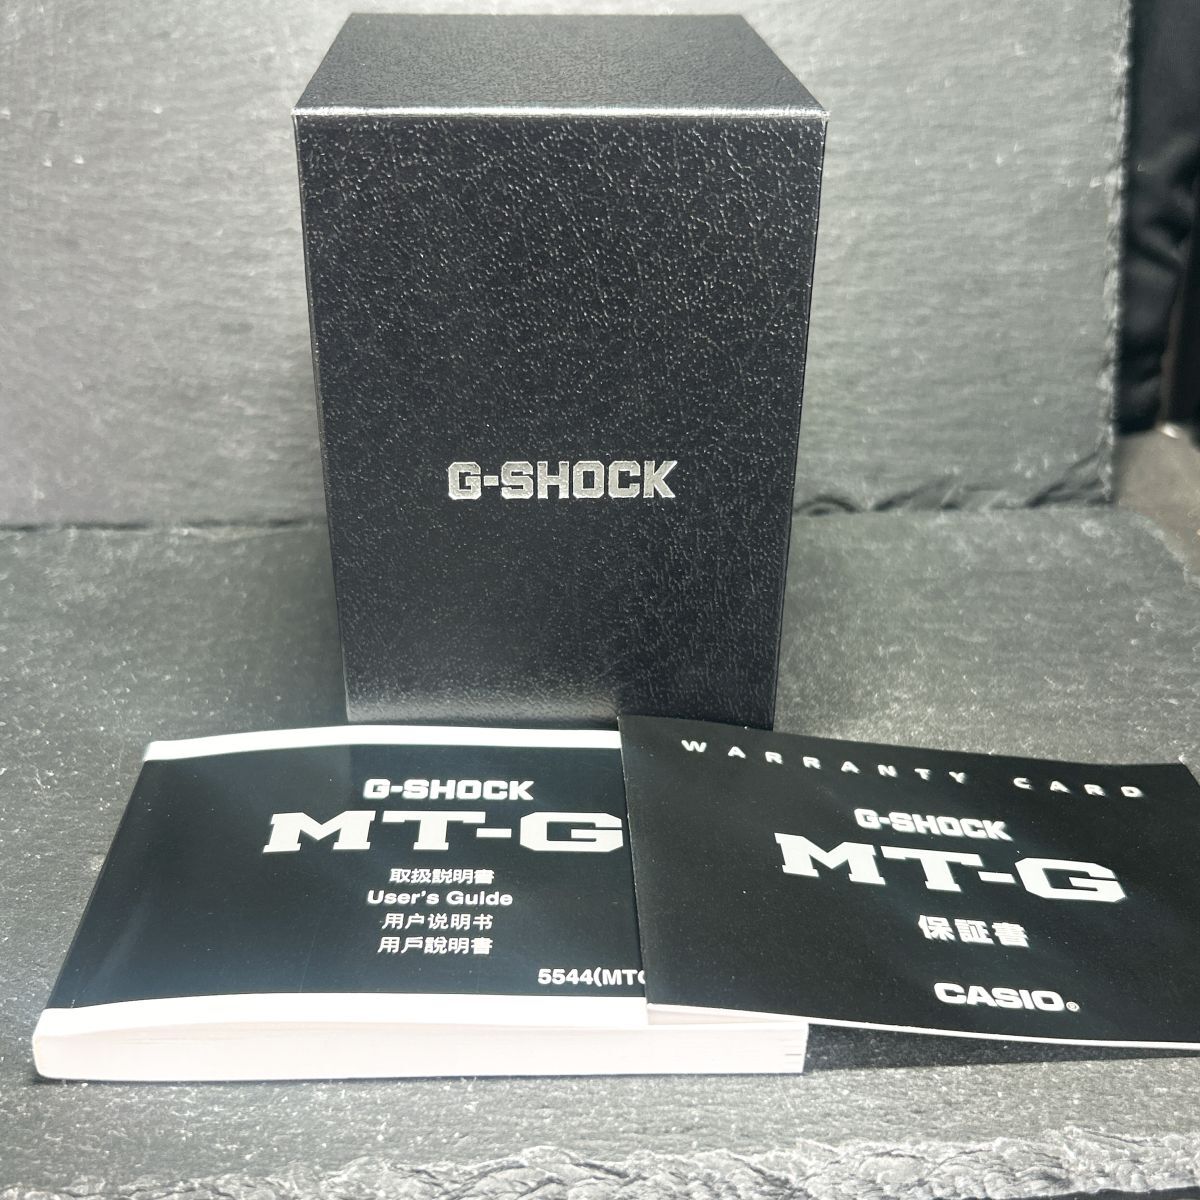 G-SHOCK
G-SHOCK
MT-G
取扱説明書
User's Guide
用户说明书
用戶說明書
5544(MTG
WARRANTY CARD
G-SHOCK
MT-G
保証書
CASIO®